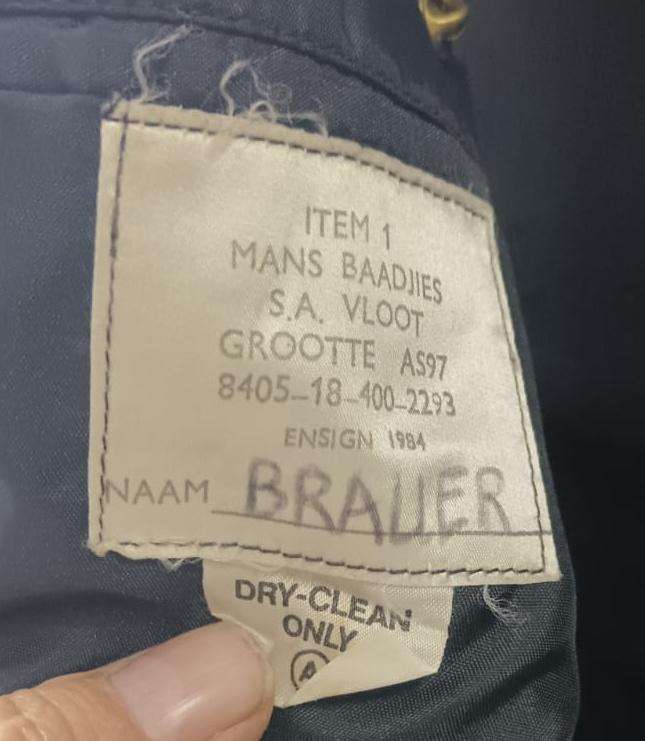 ITEM 1
MANS BAADJIES
S.A. VLOOT
GROOTTE AS97
8405-18-400-2293
ENSIGN 1984
NAAM BRAUER
DRY-CLEAN
ONLY
A